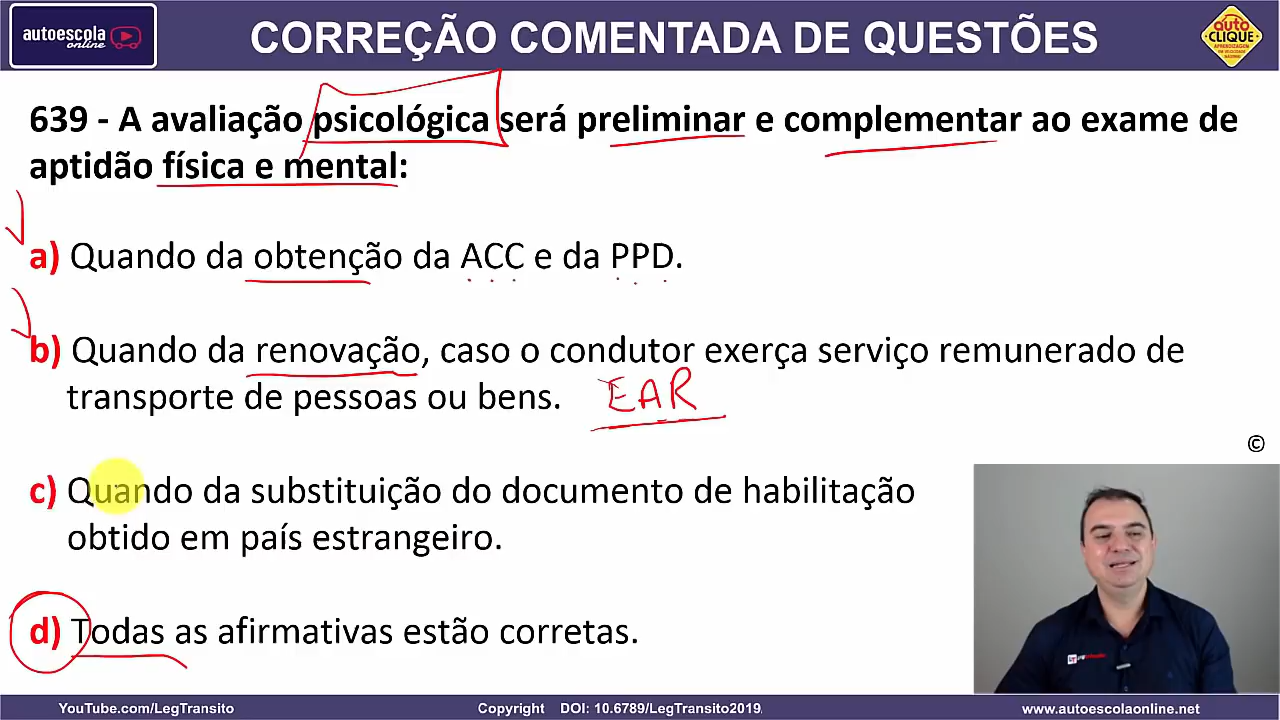 autoescola
online
CORREÇÃO COMENTADA DE QUESTÕES
auto
CLIQUE
APRENDIZAGEM
639 - A avaliação psicológica será preliminar e complementar ao exame de
aptidão física e mental:
a) Quando da obtenção da ACC e da PPD.
b) Quando da renovação, caso o condutor exerça serviço remunerado de
transporte de pessoas ou bens. EAR
©
c) Quando da substituição do documento de habilitação
obtido em país estrangeiro.
d) Todas as afirmativas estão corretas.
YouTube.com/LegTransito
Copyright DOI: 10.6789/LegTransito2019
www.autoescolaonline.net